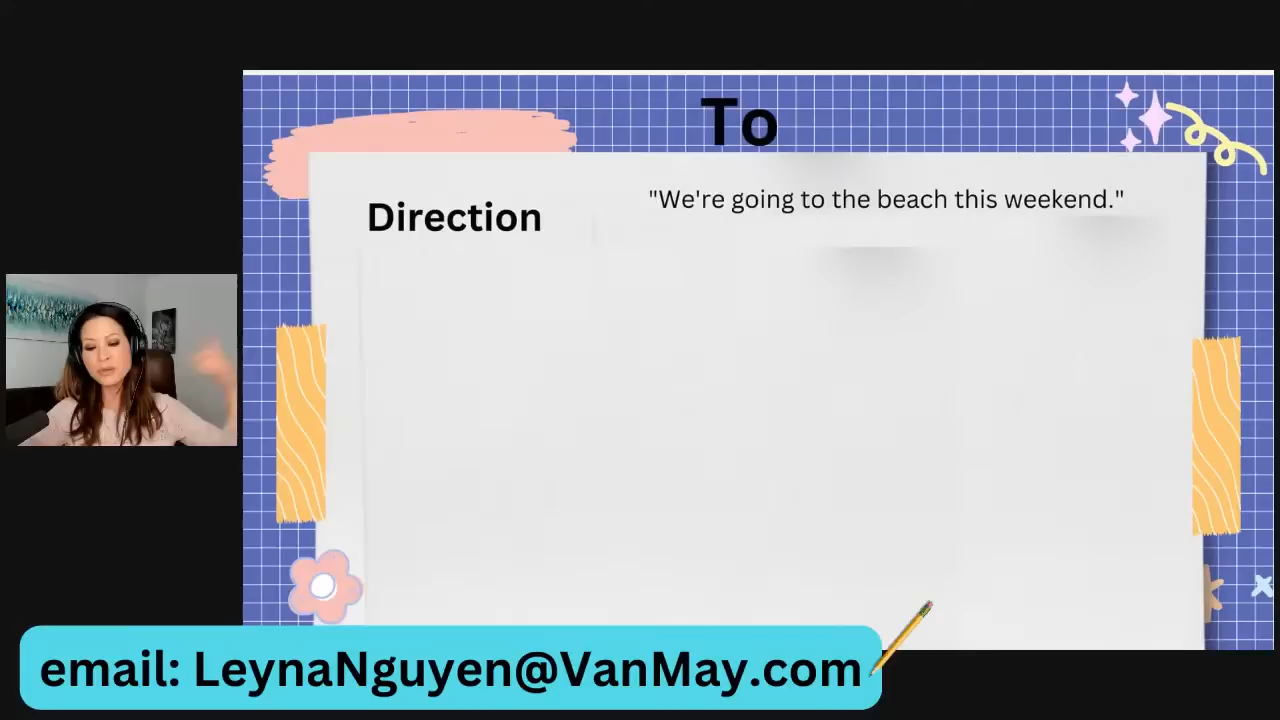 To
Direction
"We're going to the beach this weekend."
email: LeynaNguyen@VanMay.com